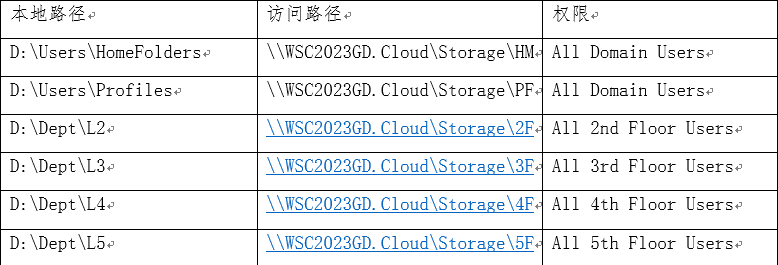 本地路径 访问路径 权限
D:\Users\HomeFolders \\WSC2023GD.Cloud\Storage\HM All Domain Users
D:\Users\Profiles \\WSC2023GD.Cloud\Storage\PF All Domain Users
D:\Dept\L2 \\WSC2023GD.Cloud\Storage\2F All 2nd Floor Users
D:\Dept\L3 \\WSC2023GD.Cloud\Storage\3F All 3rd Floor Users
D:\Dept\L4 \\WSC2023GD.Cloud\Storage\4F All 4th Floor Users
D:\Dept\L5 \\WSC2023GD.Cloud\Storage\5F All 5th Floor Users